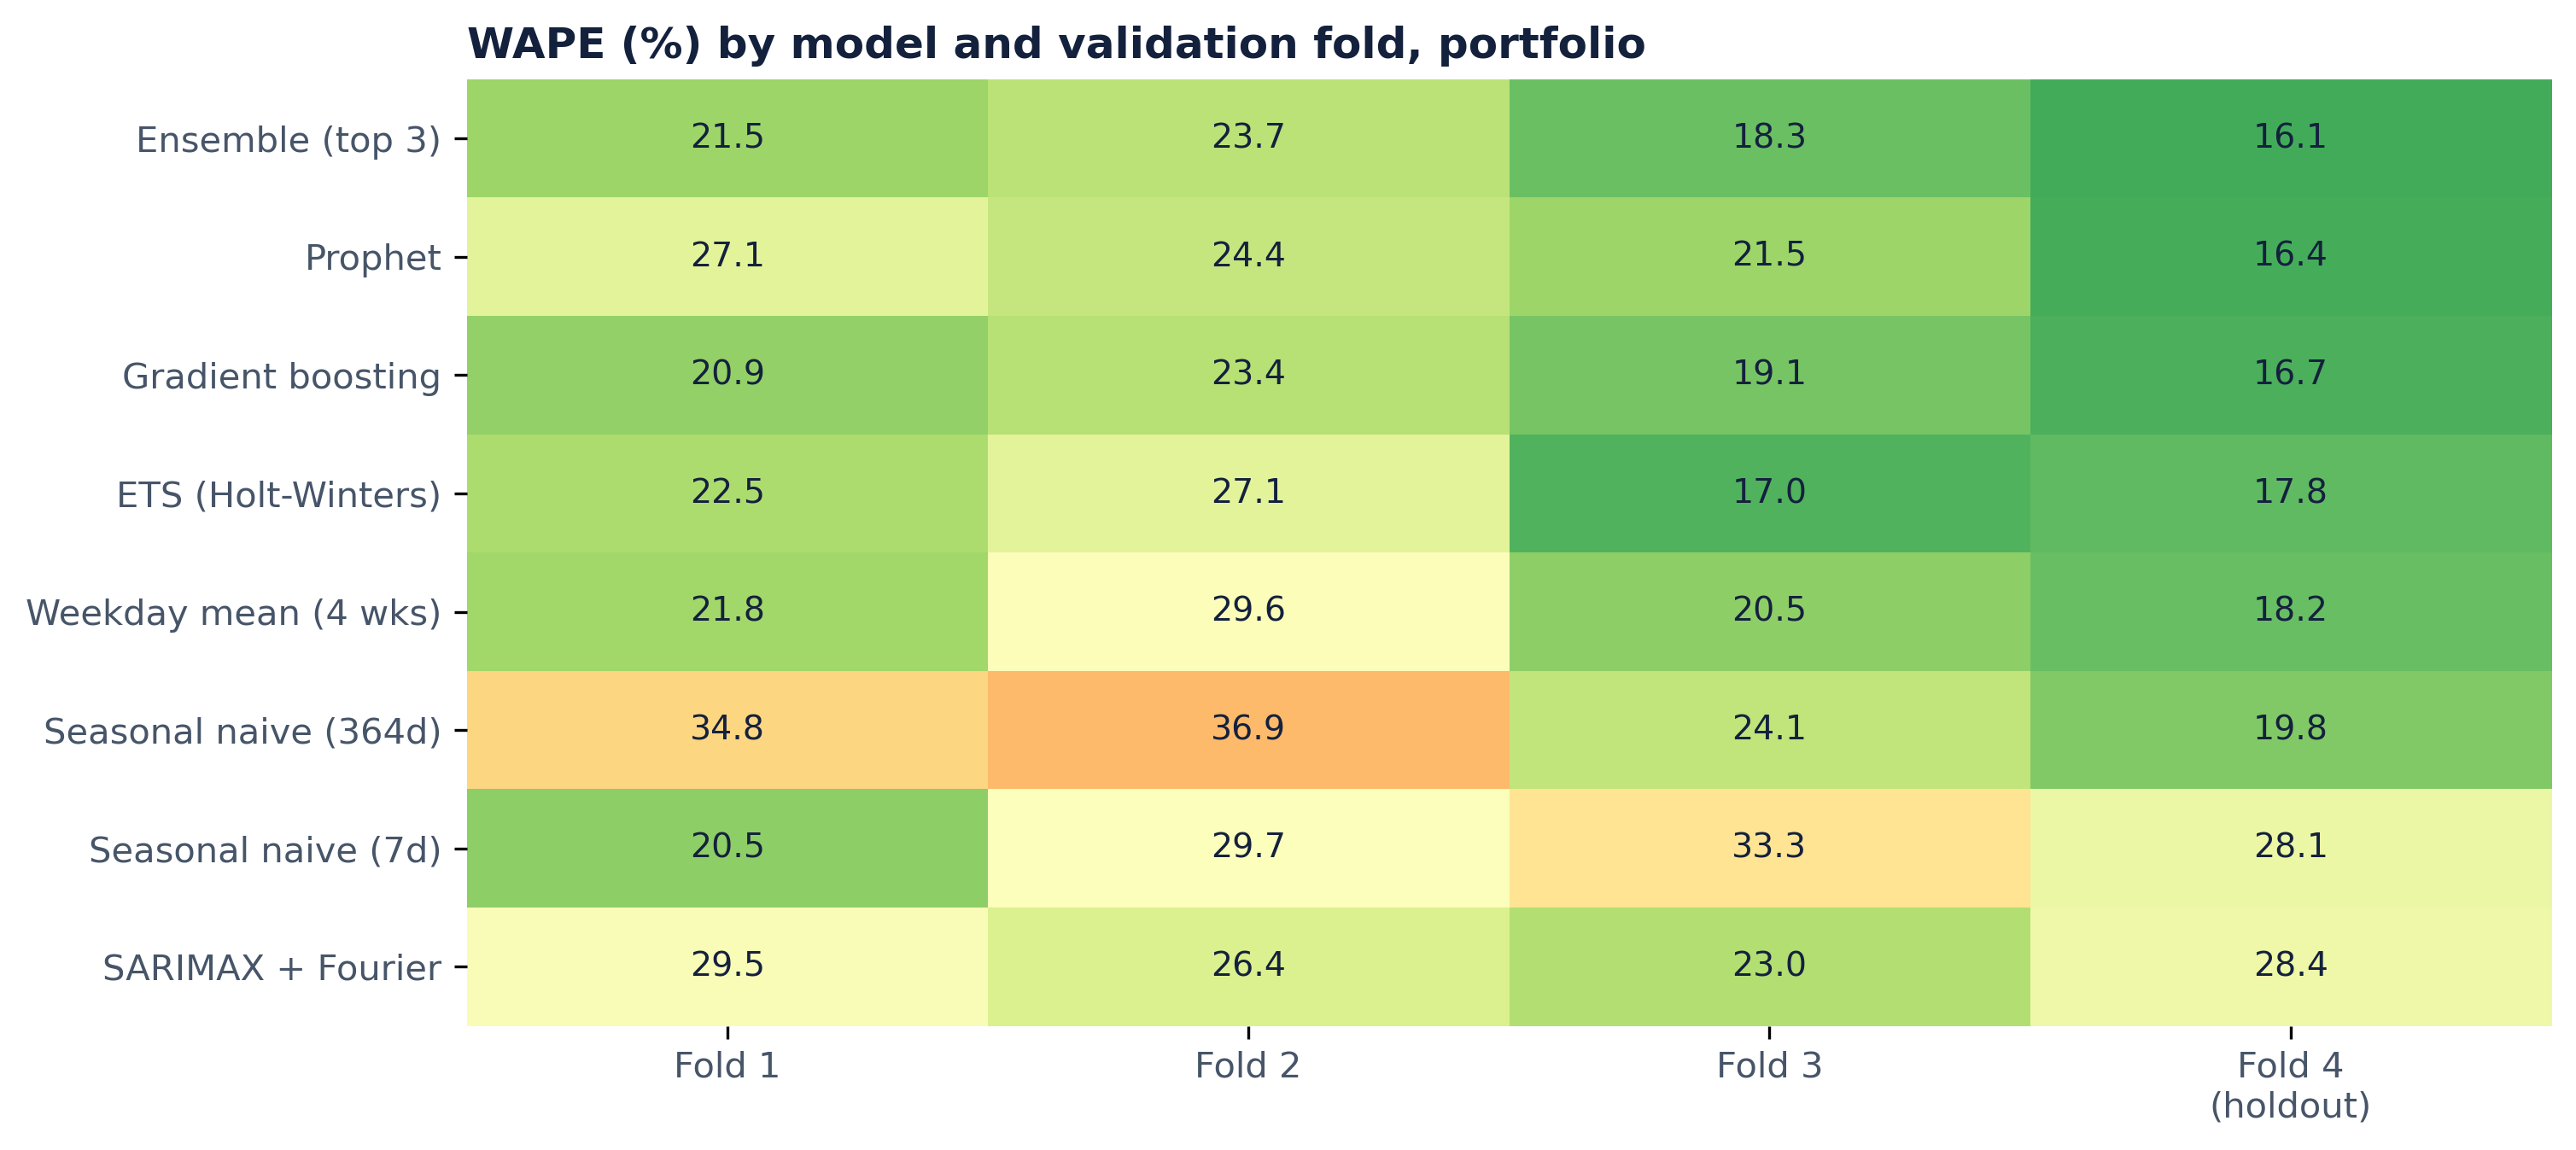 WAPE (%) by model and validation fold, portfolio
Ensemble (top 3) 21.5 23.7 18.3 16.1
Prophet 27.1 24.4 21.5 16.4
Gradient boosting 20.9 23.4 19.1 16.7
ETS (Holt-Winters) 22.5 27.1 17.0 17.8
Weekday mean (4 wks) 21.8 29.6 20.5 18.2
Seasonal naive (364d) 34.8 36.9 24.1 19.8
Seasonal naive (7d) 20.5 29.7 33.3 28.1
SARIMAX + Fourier 29.5 26.4 23.0 28.4
Fold 1 Fold 2 Fold 3 Fold 4
(holdout)